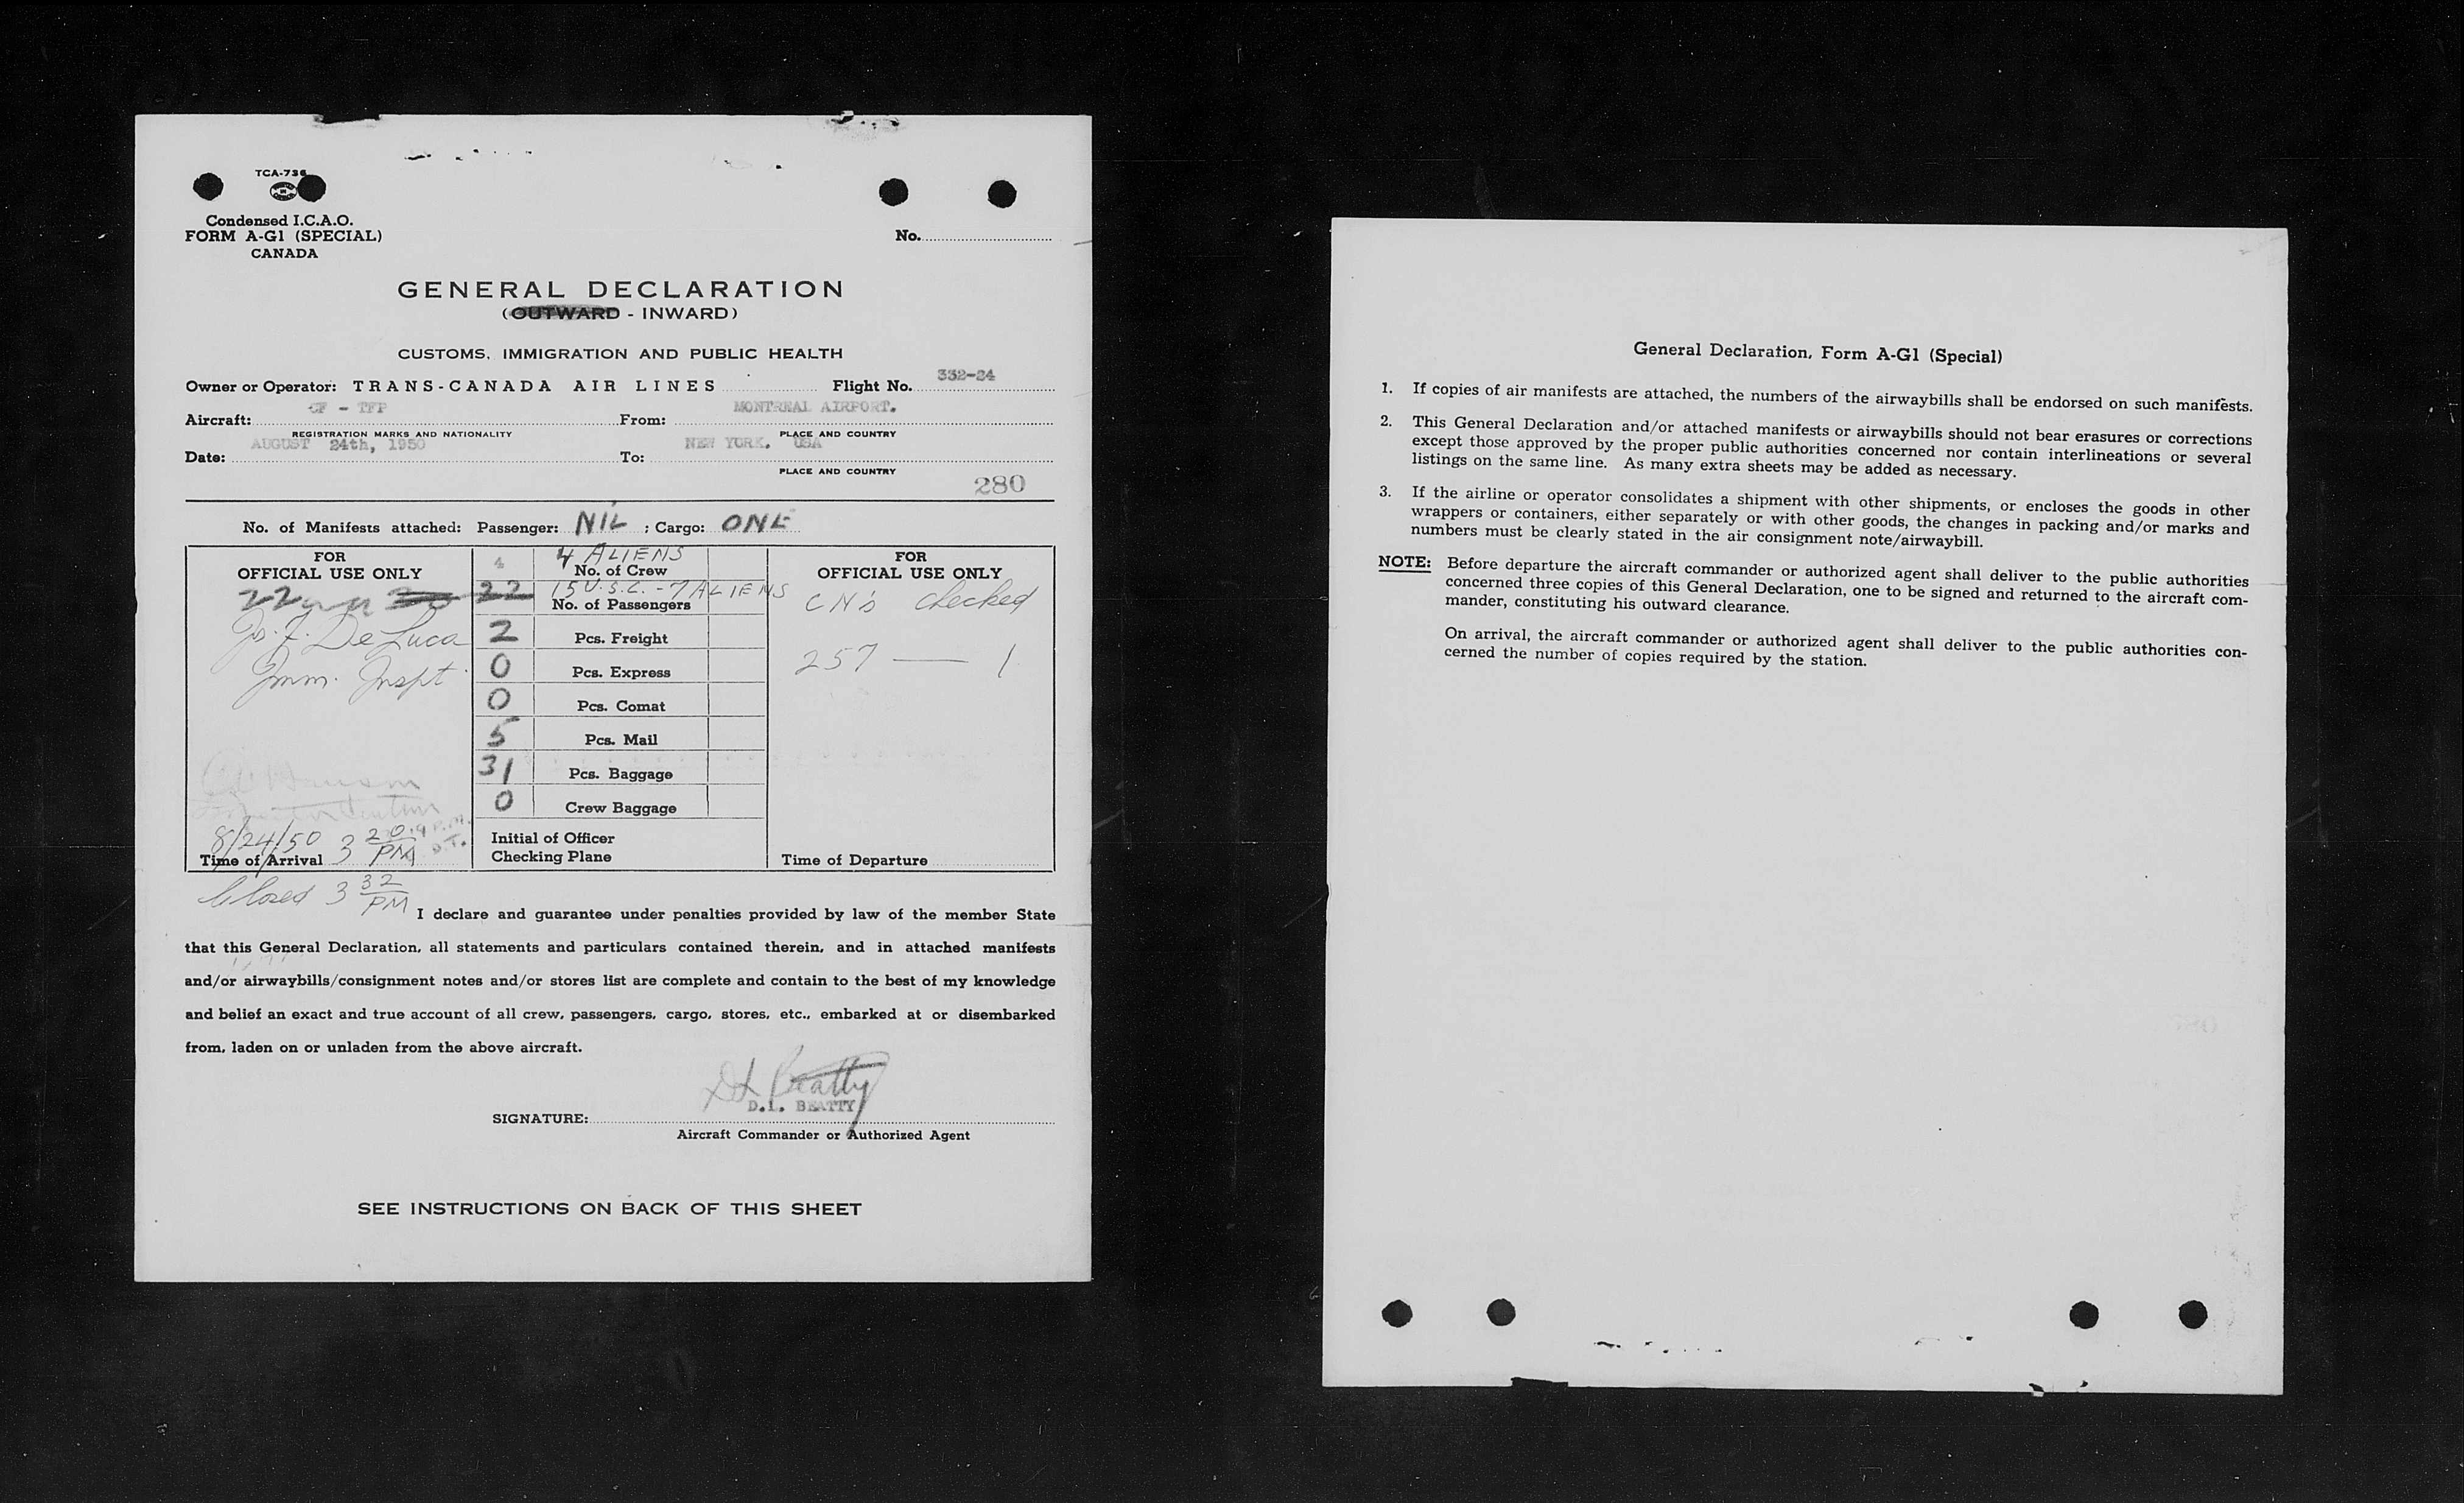 TCA-736
Condensed I.C.A.O.
FORM A-G1 (SPECIAL)
CANADA
No.
GENERAL DECLARATION
(OUTWARD - INWARD)
CUSTOMS, IMMIGRATION AND PUBLIC HEALTH
Owner or Operator: TRANS-CANADA AIR LINES Flight No. 332-24
Aircraft: CF - TFP From: MONTREAL AIRPORT.
REGISTRATION MARKS AND NATIONALITY PLACE AND COUNTRY
Date: AUGUST 24th, 1950 To: NEW YORK. USA
PLACE AND COUNTRY
280
No. of Manifests attached: Passenger: NIL ; Cargo: ONE
FOR OFFICIAL USE ONLY
22
Jos. F. De Luca
Imm. Inspt.
8/24/50 3 20 PM
Time of Arrival
Closed 3 32 PM
4 4 ALIENS
No. of Crew
22 15 U.S.C. - 7 ALIENS
No. of Passengers
2 Pcs. Freight
0 Pcs. Express
0 Pcs. Comat
5 Pcs. Mail
31 Pcs. Baggage
0 Crew Baggage
Initial of Officer
Checking Plane
FOR OFFICIAL USE ONLY
CN's checked
257 — 1
Time of Departure
I declare and guarantee under penalties provided by law of the member State
that this General Declaration, all statements and particulars contained therein, and in attached manifests
and/or airwaybills/consignment notes and/or stores list are complete and contain to the best of my knowledge
and belief an exact and true account of all crew, passengers, cargo, stores, etc., embarked at or disembarked
from, laden on or unladen from the above aircraft.
DL Beatty
D.L. BEATTY
SIGNATURE:
Aircraft Commander or Authorized Agent
SEE INSTRUCTIONS ON BACK OF THIS SHEET
General Declaration, Form A-G1 (Special)
1. If copies of air manifests are attached, the numbers of the airwaybills shall be endorsed on such manifests.
2. This General Declaration and/or attached manifests or airwaybills should not bear erasures or corrections
except those approved by the proper public authorities concerned nor contain interlineations or several
listings on the same line. As many extra sheets may be added as necessary.
3. If the airline or operator consolidates a shipment with other shipments, or encloses the goods in other
wrappers or containers, either separately or with other goods, the changes in packing and/or marks and
numbers must be clearly stated in the air consignment note/airwaybill.
NOTE: Before departure the aircraft commander or authorized agent shall deliver to the public authorities
concerned three copies of this General Declaration, one to be signed and returned to the aircraft com-
mander, constituting his outward clearance.
On arrival, the aircraft commander or authorized agent shall deliver to the public authorities con-
cerned the number of copies required by the station.